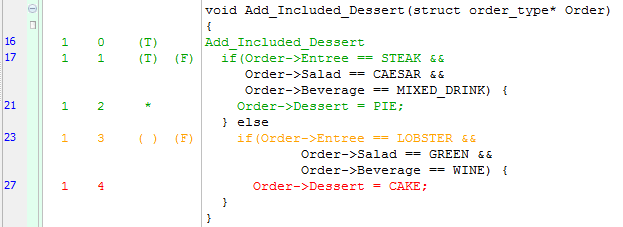 void Add_Included_Dessert(struct order_type* Order)
{
16 1 0 (T) Add_Included_Dessert
17 1 1 (T) (F) if(Order->Entree == STEAK &&
Order->Salad == CAESAR &&
Order->Beverage == MIXED_DRINK) {
21 1 2 * Order->Dessert = PIE;
} else
23 1 3 ( ) (F) if(Order->Entree == LOBSTER &&
Order->Salad == GREEN &&
Order->Beverage == WINE) {
27 1 4 Order->Dessert = CAKE;
}
}